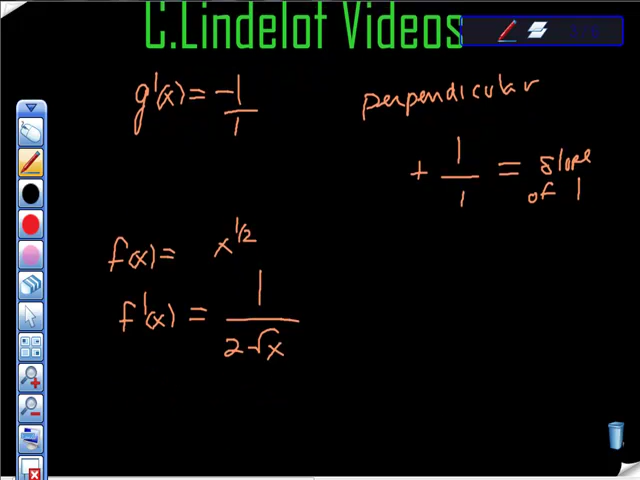 C.Lindelof Videos
g'(x) = -1/1
perpendicular
+ 1/1 = slope
of 1
f(x) = x^1/2
f'(x) = 1/2√x